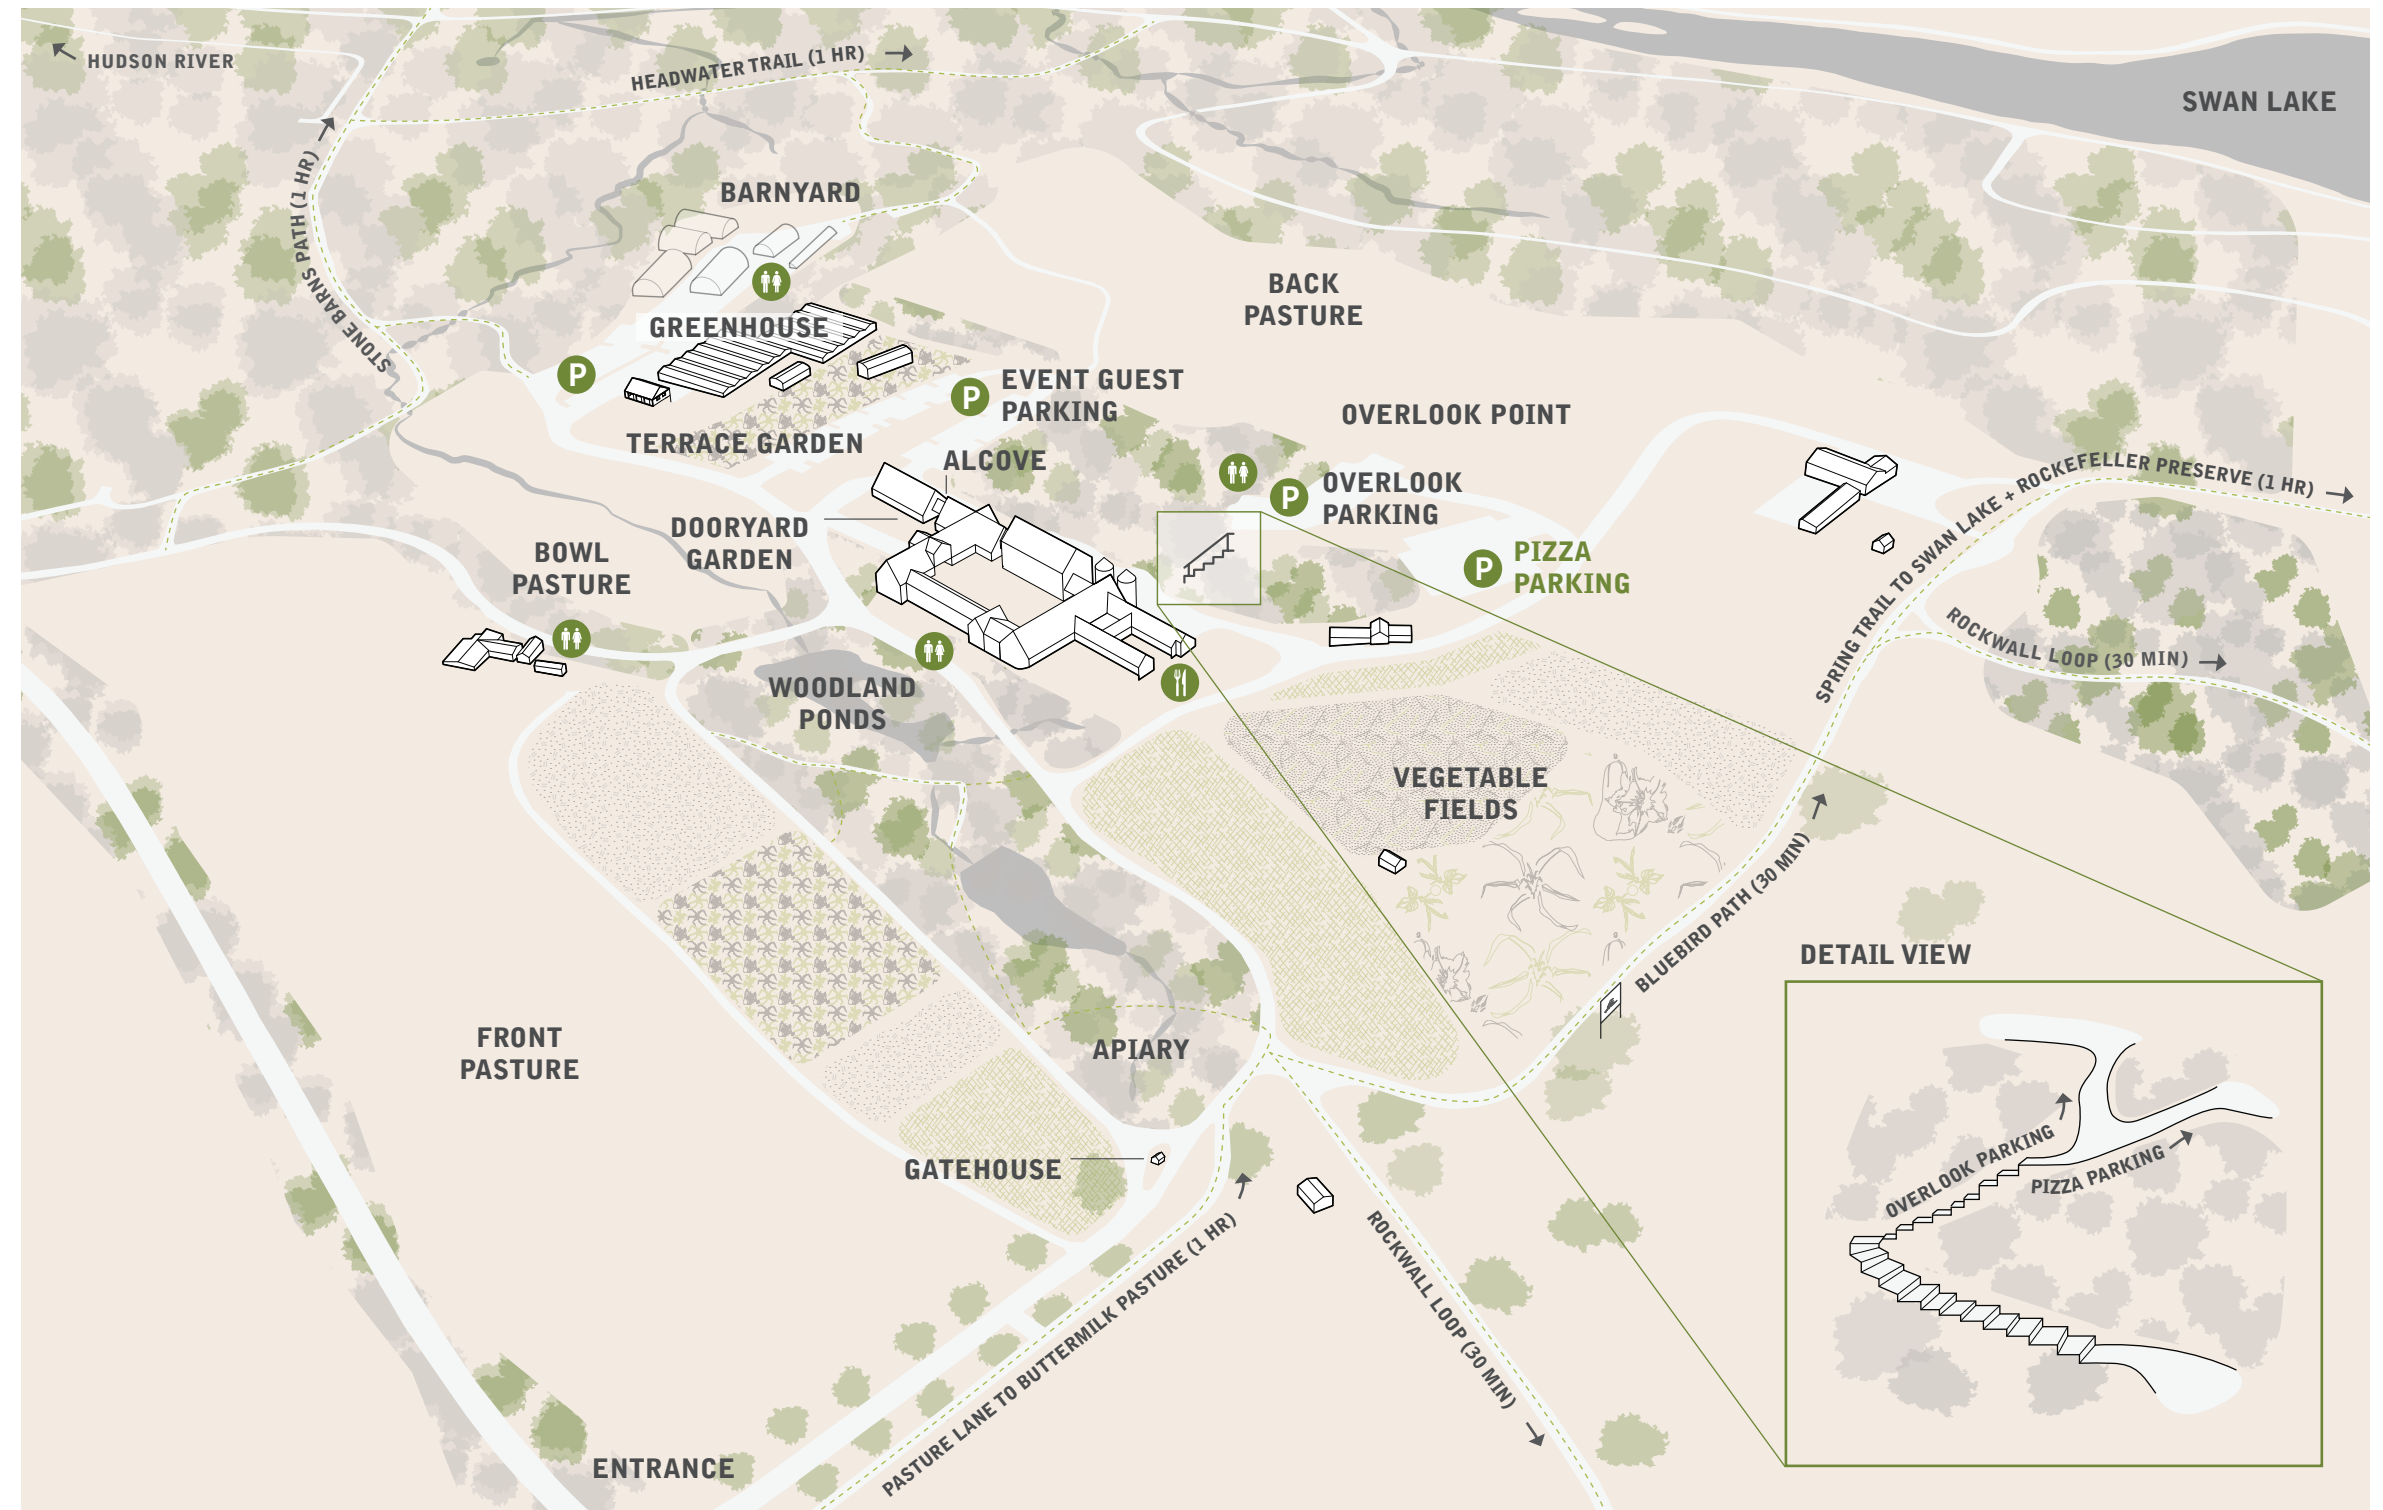 HUDSON RIVER
HEADWATER TRAIL (1 HR)
SWAN LAKE
STONE BARNS PATH (1 HR)
BARNYARD
BACK
PASTURE
GREENHOUSE
P
P
EVENT GUEST
PARKING
OVERLOOK POINT
TERRACE GARDEN
ALCOVE
P
OVERLOOK
PARKING
SPRING TRAIL TO SWAN LAKE + ROCKEFELLER PRESERVE (1 HR)
DOORYARD
GARDEN
BOWL
PASTURE
P
PIZZA
PARKING
ROCKWALL LOOP (30 MIN)
WOODLAND
PONDS
VEGETABLE
FIELDS
BLUEBIRD PATH (30 MIN)
DETAIL VIEW
FRONT
PASTURE
APIARY
OVERLOOK PARKING
PIZZA PARKING
GATEHOUSE
PASTURE LANE TO BUTTERMILK PASTURE (1 HR)
ROCKWALL LOOP (30 MIN)
ENTRANCE